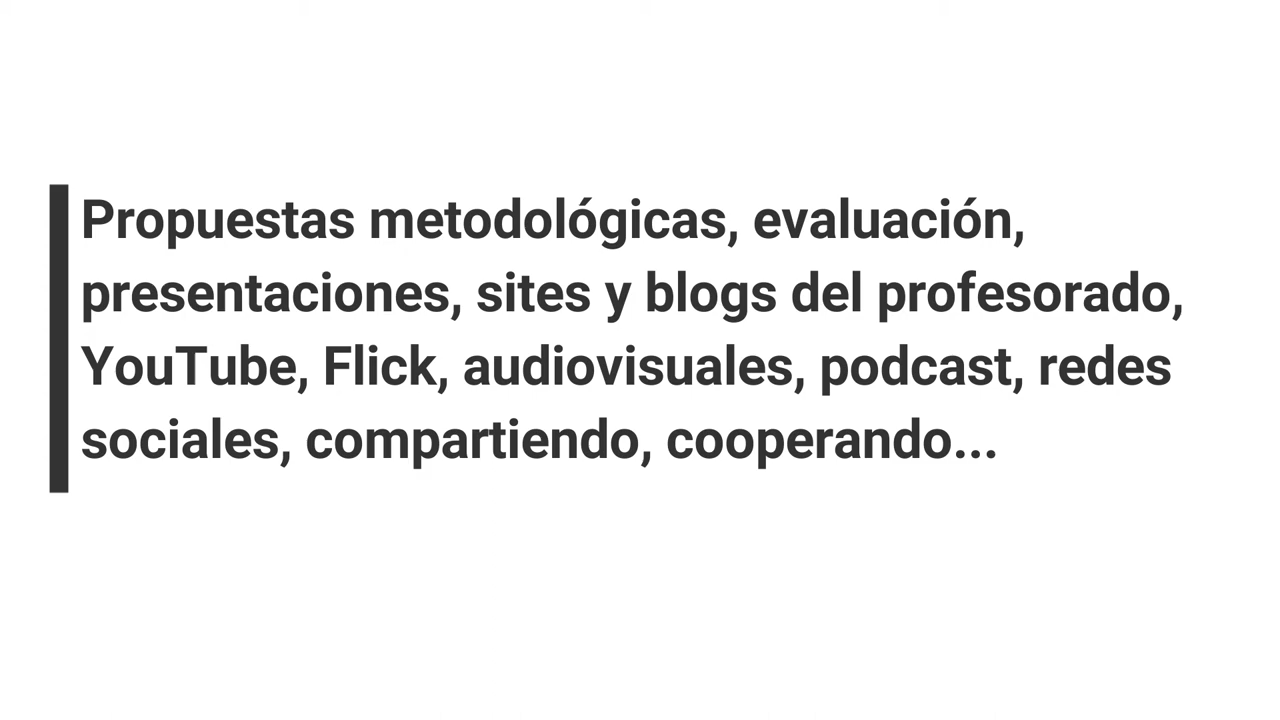 Propuestas metodológicas, evaluación,
presentaciones, sites y blogs del profesorado,
YouTube, Flick, audiovisuales, podcast, redes
sociales, compartiendo, cooperando...